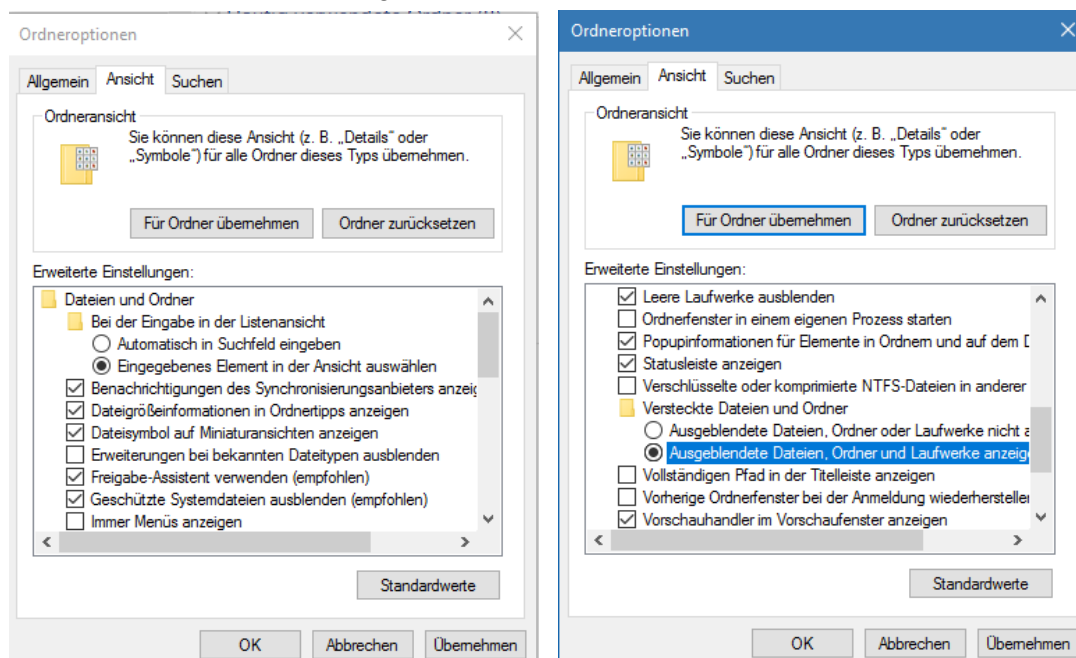 Ordneroptionen
Allgemein Ansicht Suchen
Ordneransicht
Sie können diese Ansicht (z. B. „Details" oder
„Symbole") für alle Ordner dieses Typs übernehmen.
Für Ordner übernehmen Ordner zurücksetzen
Erweiterte Einstellungen:
Dateien und Ordner
Bei der Eingabe in der Listenansicht
Automatisch in Suchfeld eingeben
Eingegebenes Element in der Ansicht auswählen
Benachrichtigungen des Synchronisierungsanbieters anzeig
Dateigrößeinformationen in Ordnertipps anzeigen
Dateisymbol auf Miniaturansichten anzeigen
Erweiterungen bei bekannten Dateitypen ausblenden
Freigabe-Assistent verwenden (empfohlen)
Geschützte Systemdateien ausblenden (empfohlen)
Immer Menüs anzeigen
Standardwerte
OK Abbrechen Übernehmen
Ordneroptionen
Allgemein Ansicht Suchen
Ordneransicht
Sie können diese Ansicht (z. B. „Details" oder
„Symbole") für alle Ordner dieses Typs übernehmen.
Für Ordner übernehmen Ordner zurücksetzen
Erweiterte Einstellungen:
Leere Laufwerke ausblenden
Ordnerfenster in einem eigenen Prozess starten
Popupinformationen für Elemente in Ordnern und auf dem
Statusleiste anzeigen
Verschlüsselte oder komprimierte NTFS-Dateien in anderer
Versteckte Dateien und Ordner
Ausgeblendete Dateien, Ordner oder Laufwerke nicht a
Ausgeblendete Dateien, Ordner und Laufwerke anzeig
Vollständigen Pfad in der Titelleiste anzeigen
Vorherige Ordnerfenster bei der Anmeldung wiederherstelle
Vorschauhandler im Vorschaufenster anzeigen
Standardwerte
OK Abbrechen Übernehmen